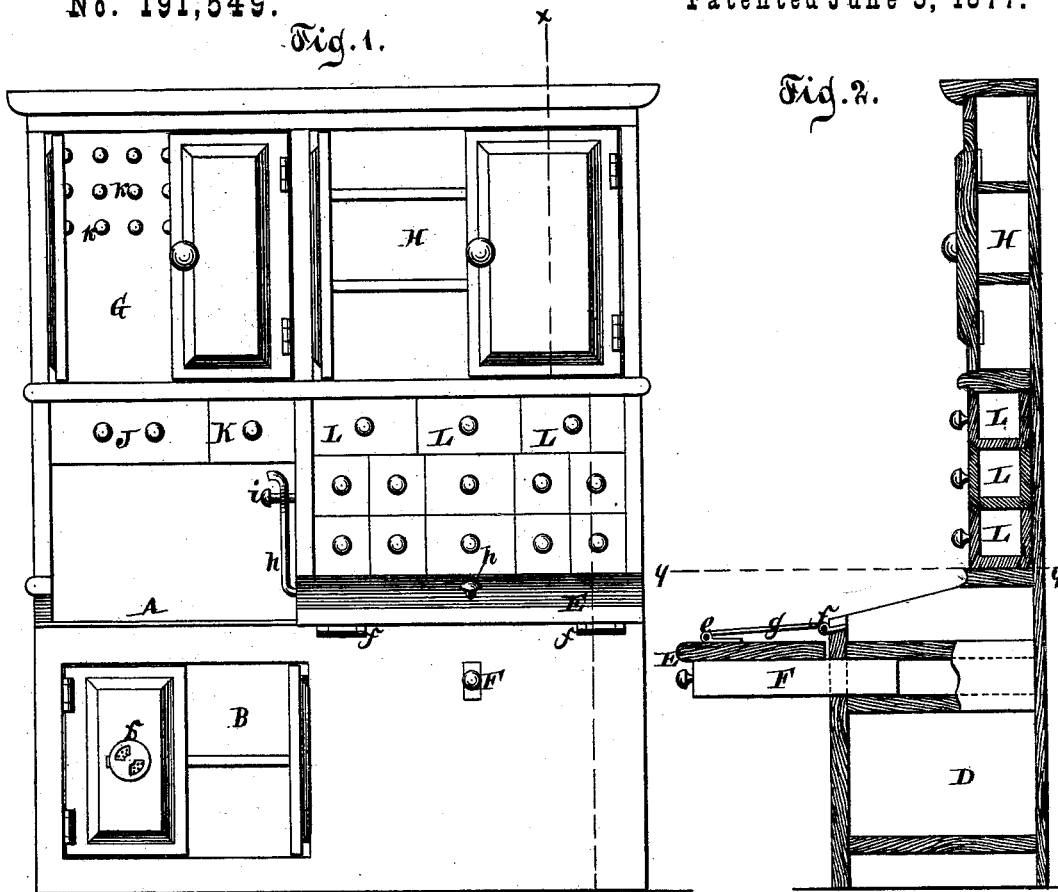 No. 191,549.
Patented June 5, 1877.
Fig. 1.
x
Fig. 2.
K
k
G
H
H
J
K
L
L
L
L
L
L
i
h
h
y
y
A
E
f
f
e
g
f
E
F
F
b
B
D